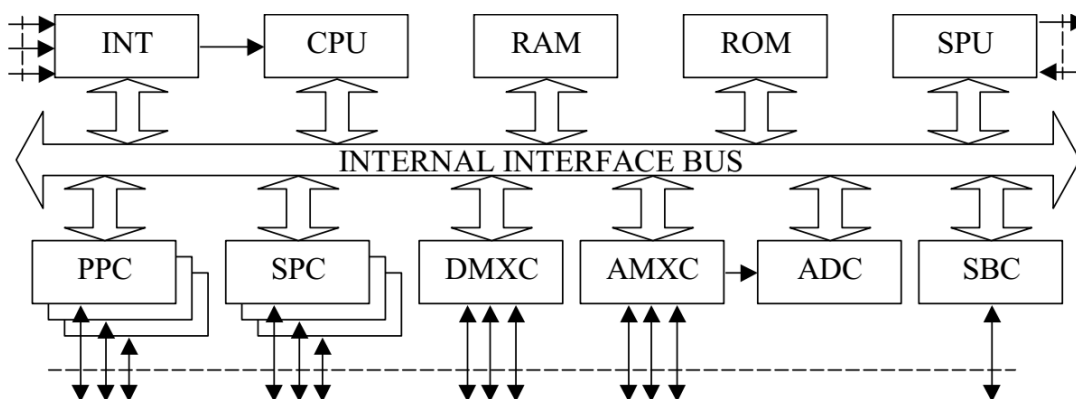 INT CPU RAM ROM SPU
INTERNAL INTERFACE BUS
PPC SPC DMXC AMXC ADC SBC